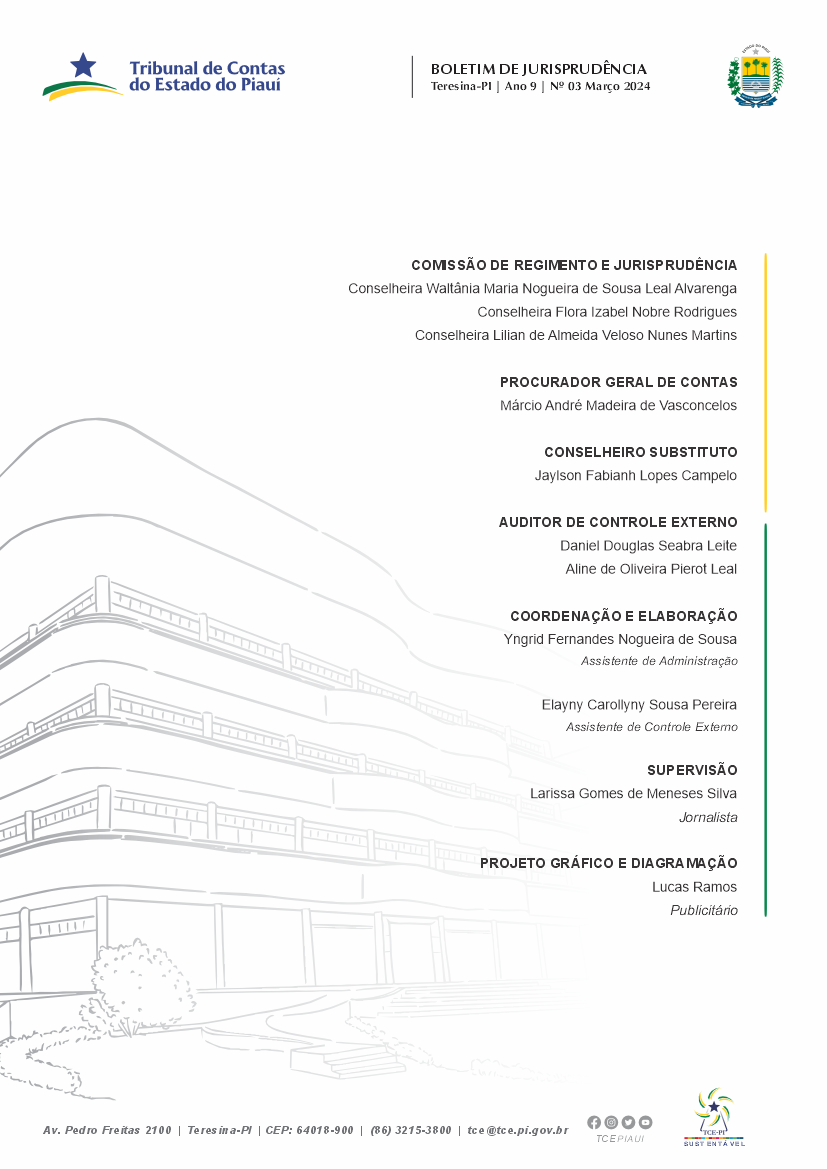 Tribunal de Contas
do Estado do Piauí
BOLETIM DE JURISPRUDÊNCIA
Teresina-PI | Ano 9 | Nº 03 Março 2024
ESTADO DO PIAUÍ
COMISSÃO DE REGIMENTO E JURISPRUDÊNCIA
Conselheira Waltânia Maria Nogueira de Sousa Leal Alvarenga
Conselheira Flora Izabel Nobre Rodrigues
Conselheira Lilian de Almeida Veloso Nunes Martins
PROCURADOR GERAL DE CONTAS
Márcio André Madeira de Vasconcelos
CONSELHEIRO SUBSTITUTO
Jaylson Fabianh Lopes Campelo
AUDITOR DE CONTROLE EXTERNO
Daniel Douglas Seabra Leite
Aline de Oliveira Pierot Leal
COORDENAÇÃO E ELABORAÇÃO
Yngrid Fernandes Nogueira de Sousa
Assistente de Administração
Elayny Carollyny Sousa Pereira
Assistente de Controle Externo
SUPERVISÃO
Larissa Gomes de Meneses Silva
Jornalista
PROJETO GRÁFICO E DIAGRAMAÇÃO
Lucas Ramos
Publicitário
Av. Pedro Freitas 2100 | Teresina-PI | CEP: 64018-900 | (86) 3215-3800 | tce@tce.pi.gov.br
TCEPIAUI
TCE-PI
SUSTENTÁVEL